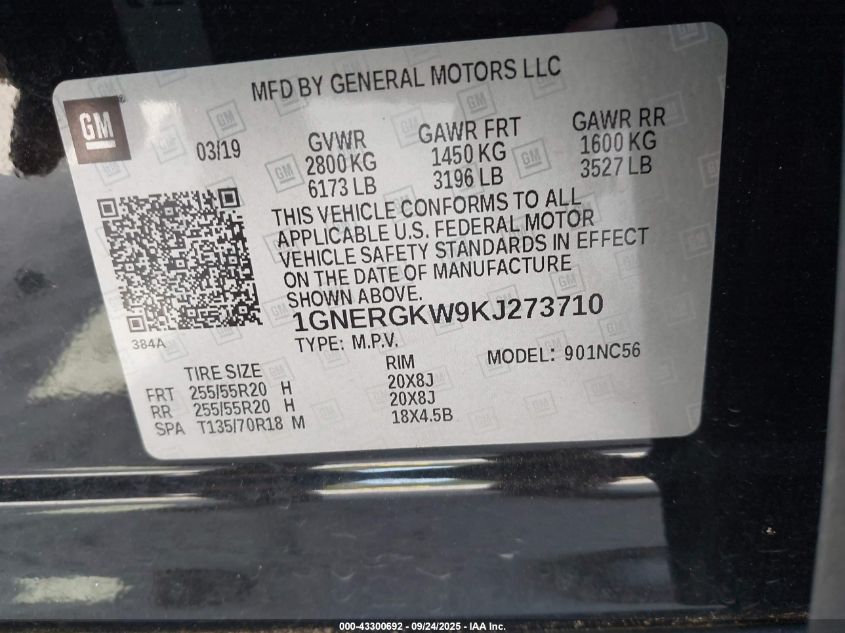 MFD BY GENERAL MOTORS LLC
GM
03/19
GVWR
2800 KG
6173 LB
GAWR FRT
1450 KG
3196 LB
GAWR RR
1600 KG
3527 LB
THIS VEHICLE CONFORMS TO ALL
APPLICABLE U.S. FEDERAL MOTOR
VEHICLE SAFETY STANDARDS IN EFFECT
ON THE DATE OF MANUFACTURE
SHOWN ABOVE.
384A
1GNERGKW9KJ273710
TYPE: M.P.V.
MODEL: 901NC56
TIRE SIZE RIM
FRT 255/55R20 H 20X8J
RR 255/55R20 H 20X8J
SPA T135/70R18 M 18X4.5B
000-43300692 - 09/24/2025 - IAA Inc.